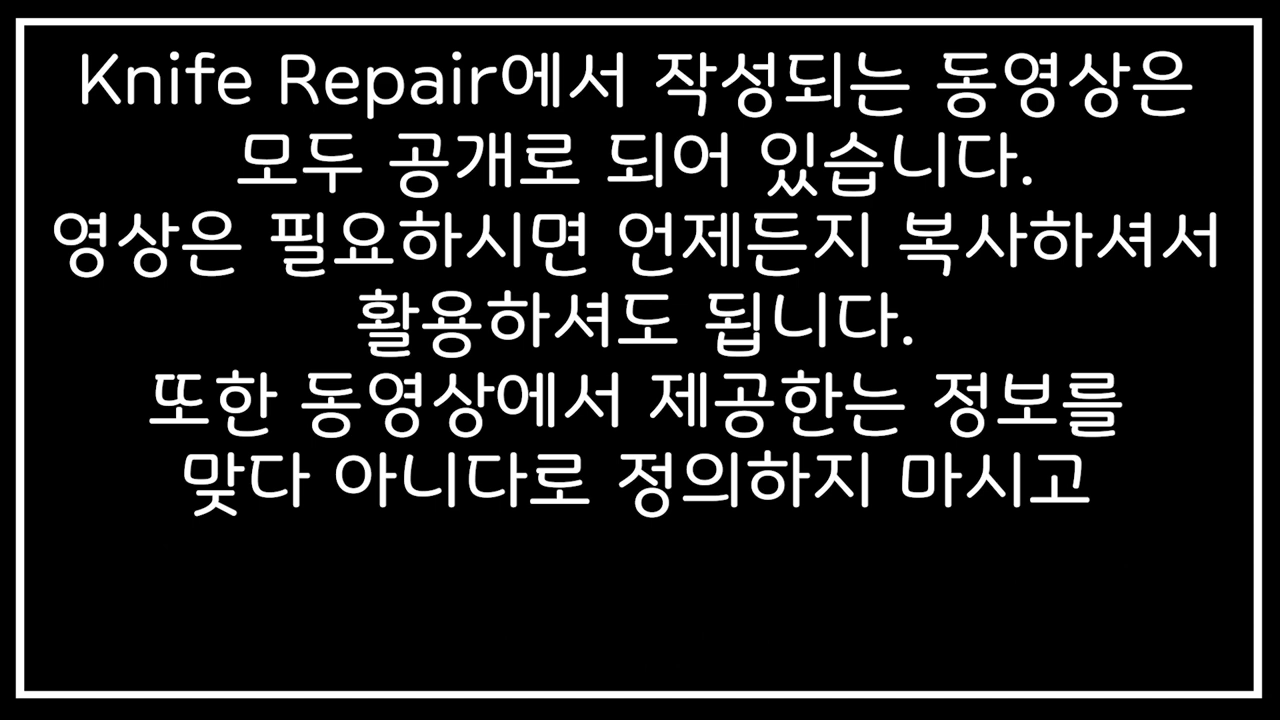 Knife Repair에서 작성되는 동영상은
모두 공개로 되어 있습니다.
영상은 필요하시면 언제든지 복사하셔서
활용하셔도 됩니다.
또한 동영상에서 제공한는 정보를
맞다 아니다로 정의하지 마시고